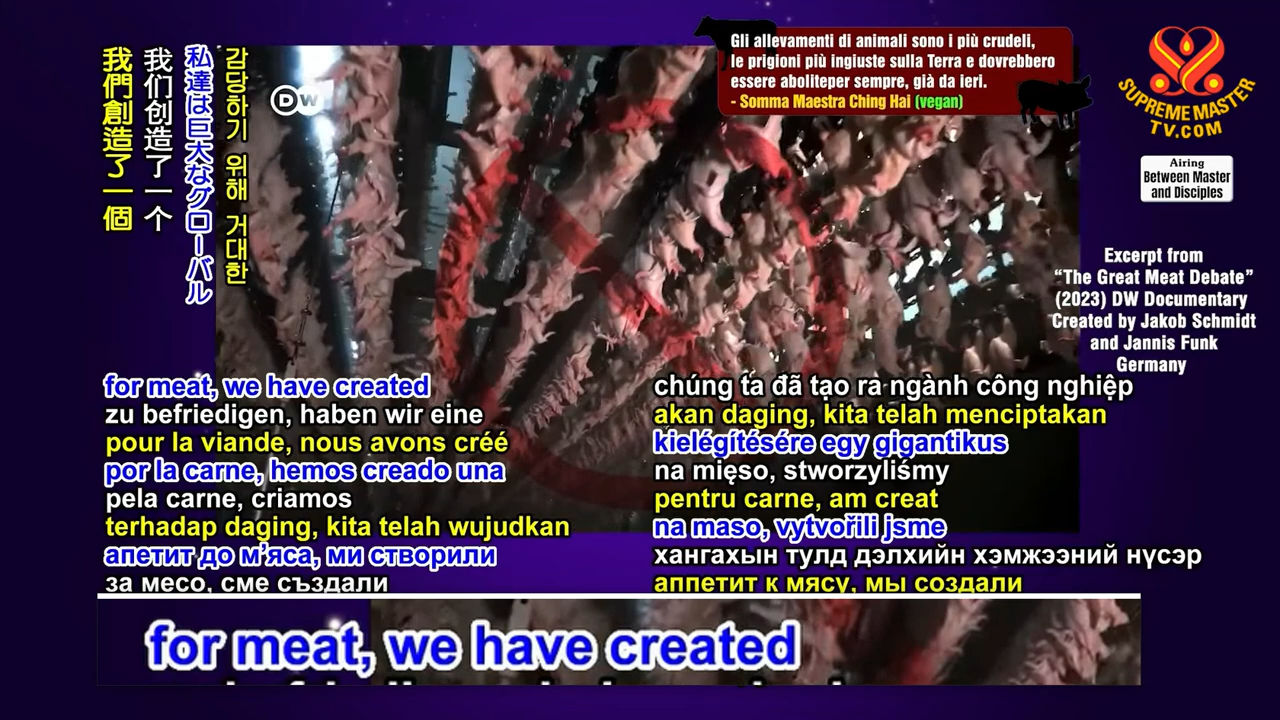 我們創造了一個
我们创造了一个
私達は巨大なグローバル
감당하기 위해 거대한
DW
Gli allevamenti di animali sono i più crudeli,
le prigioni più ingiuste sulla Terra e dovrebbero
essere aboliteper sempre, già da ieri.
- Somma Maestra Ching Hai (vegan)
SUPREME MASTER
TV.COM
Airing
Between Master
and Disciples
Excerpt from
“The Great Meat Debate”
(2023) DW Documentary
Created by Jakob Schmidt
and Jannis Funk
Germany
for meat, we have created
zu befriedigen, haben wir eine
pour la viande, nous avons créé
por la carne, hemos creado una
pela carne, criamos
terhadap daging, kita telah wujudkan
апетит до м’яса, ми створили
за месо, сме създали
chúng ta đã tạo ra ngành công nghiệp
akan daging, kita telah menciptakan
kielégítésére egy gigantikus
na mięso, stworzyliśmy
pentru carne, am creat
na maso, vytvořili jsme
хангахын тулд дэлхийн хэмжээний нүсэр
аппетит к мясу, мы создали
for meat, we have created